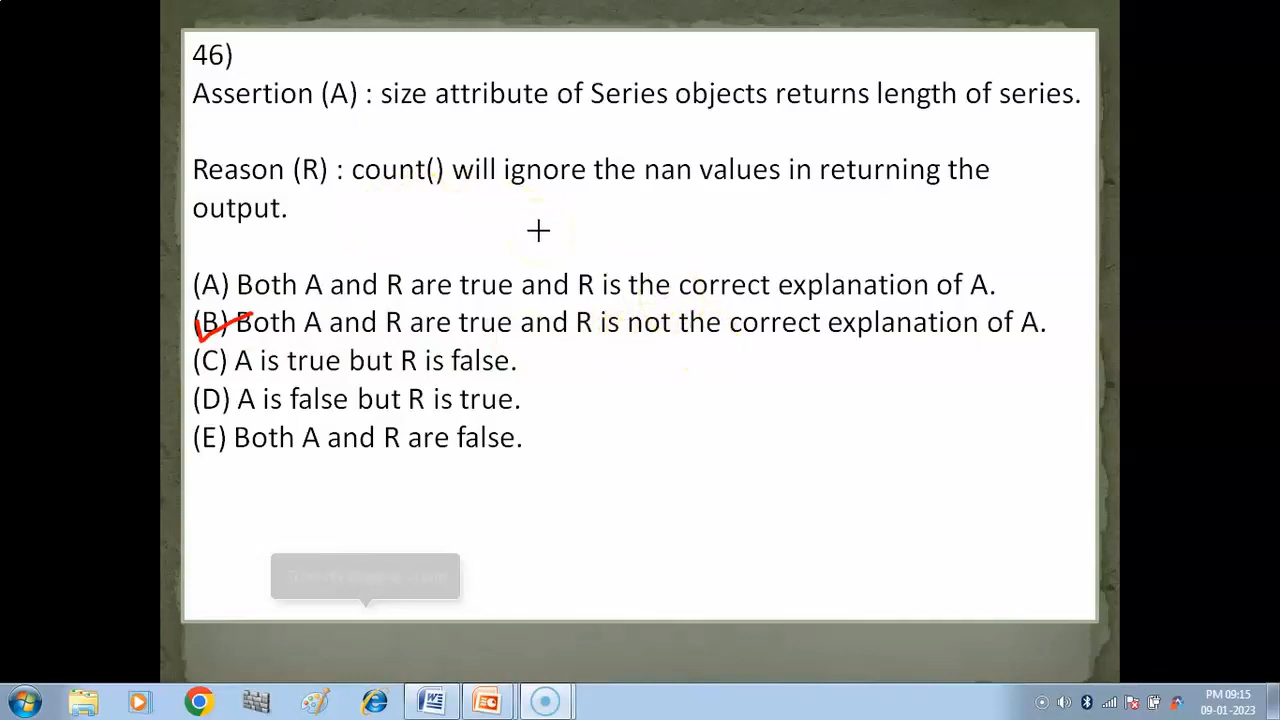 46)
Assertion (A) : size attribute of Series objects returns length of series.
Reason (R) : count() will ignore the nan values in returning the
output.
(A) Both A and R are true and R is the correct explanation of A.
(B) Both A and R are true and R is not the correct explanation of A.
(C) A is true but R is false.
(D) A is false but R is true.
(E) Both A and R are false.
PM 09:15
09-01-2023